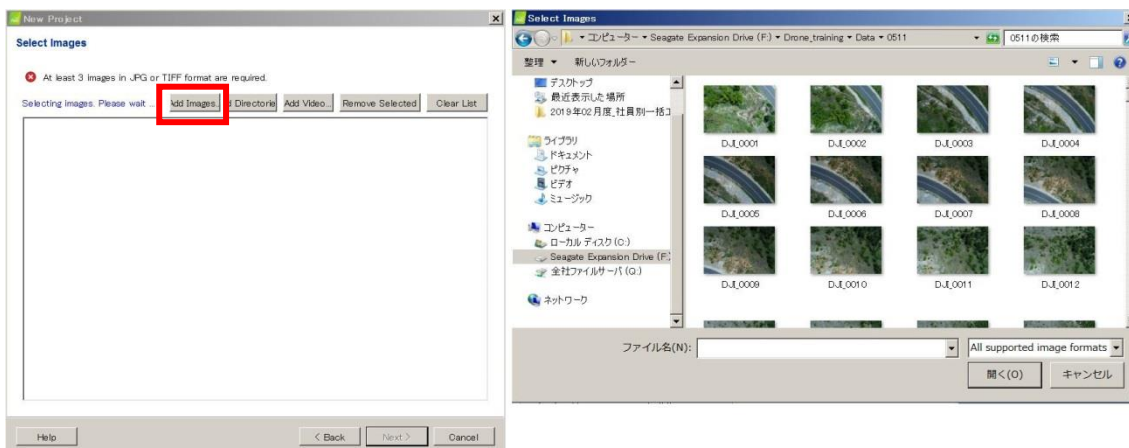 New Project
Select Images
At least 3 images in JPG or TIFF format are required.
Selecting images. Please wait ...
Add Images..
d Directorie
Add Video...
Remove Selected
Clear List
Help
< Back
Next >
Cancel
Select Images
コンピューター ▾ Seagate Expansion Drive (F:) ▾ Drone_training ▾ Data ▾ 0511
0511の検索
整理 ▾ 新しいフォルダー
デスクトップ
最近表示した場所
2019年02月度_社員別一括工
ライブラリ
ドキュメント
ピクチャ
ビデオ
ミュージック
コンピューター
ローカル ディスク (C:)
Seagate Expansion Drive (F:
全社ファイルサーバ (Q:)
ネットワーク
DJI_0001 DJI_0002 DJI_0003 DJI_0004
DJI_0005 DJI_0006 DJI_0007 DJI_0008
DJI_0009 DJI_0010 DJI_0011 DJI_0012
ファイル名(N):
All supported image formats
開く(O)
キャンセル